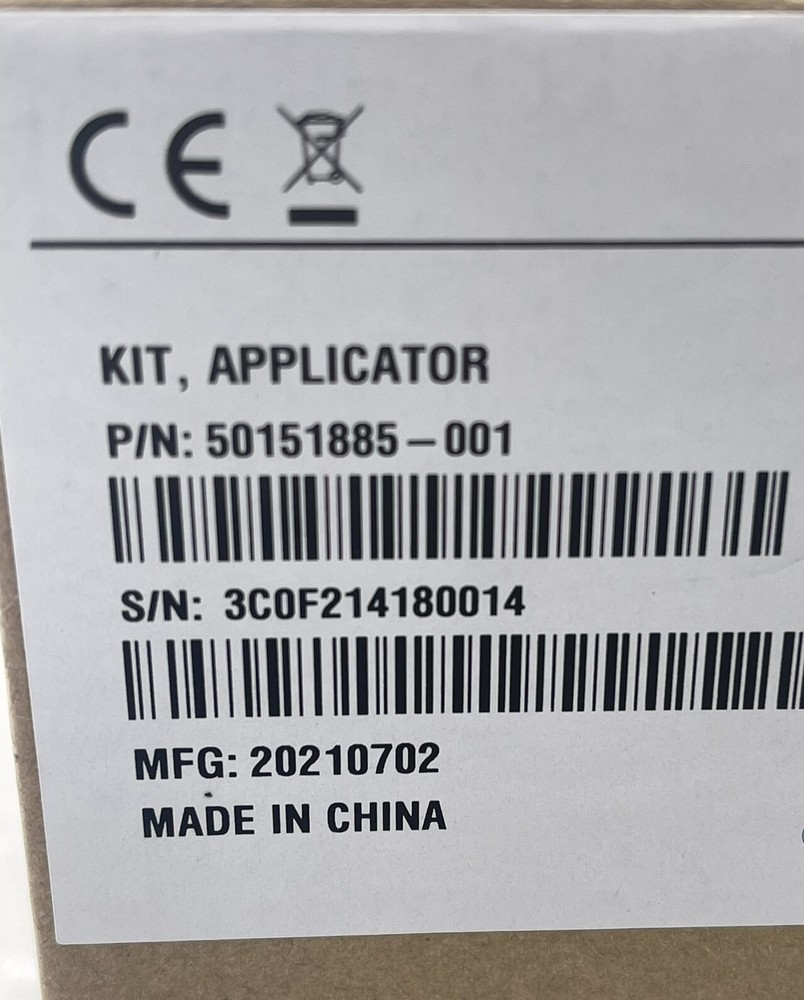 CE
KIT, APPLICATOR
P/N: 50151885-001
S/N: 3C0F214180014
MFG: 20210702
MADE IN CHINA